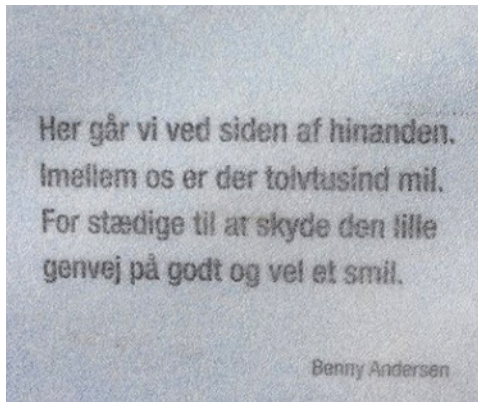 Her går vi ved siden af hinanden.
Imellem os er der tolvtusind mil.
For stædige til at skyde den lille
genvej på godt og vel et smil.
Benny Andersen